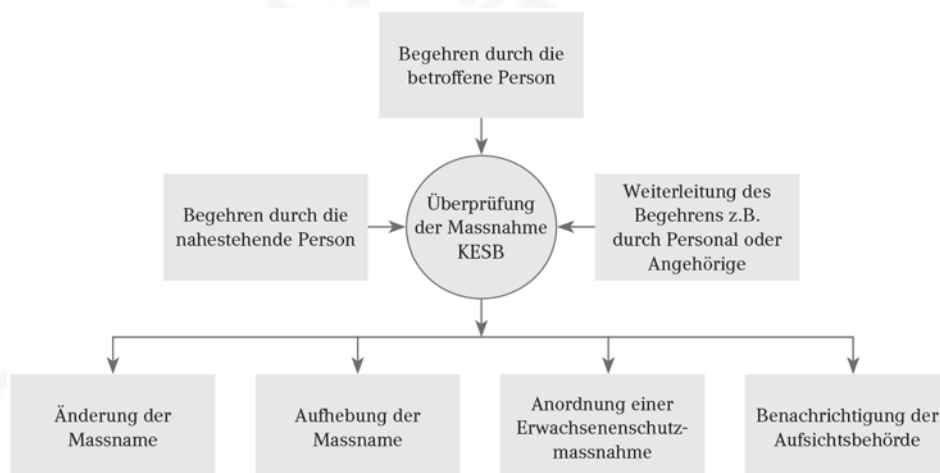 Begehren durch die
betroffene Person
Begehren durch die
nahestehende Person
Überprüfung
der Massnahme
KESB
Weiterleitung des
Begehrens z.B.
durch Personal oder
Angehörige
Änderung der
Massname
Aufhebung der
Massname
Anordnung einer
Erwachsenenschutz-
massnahme
Benachrichtigung der
Aufsichtsbehörde